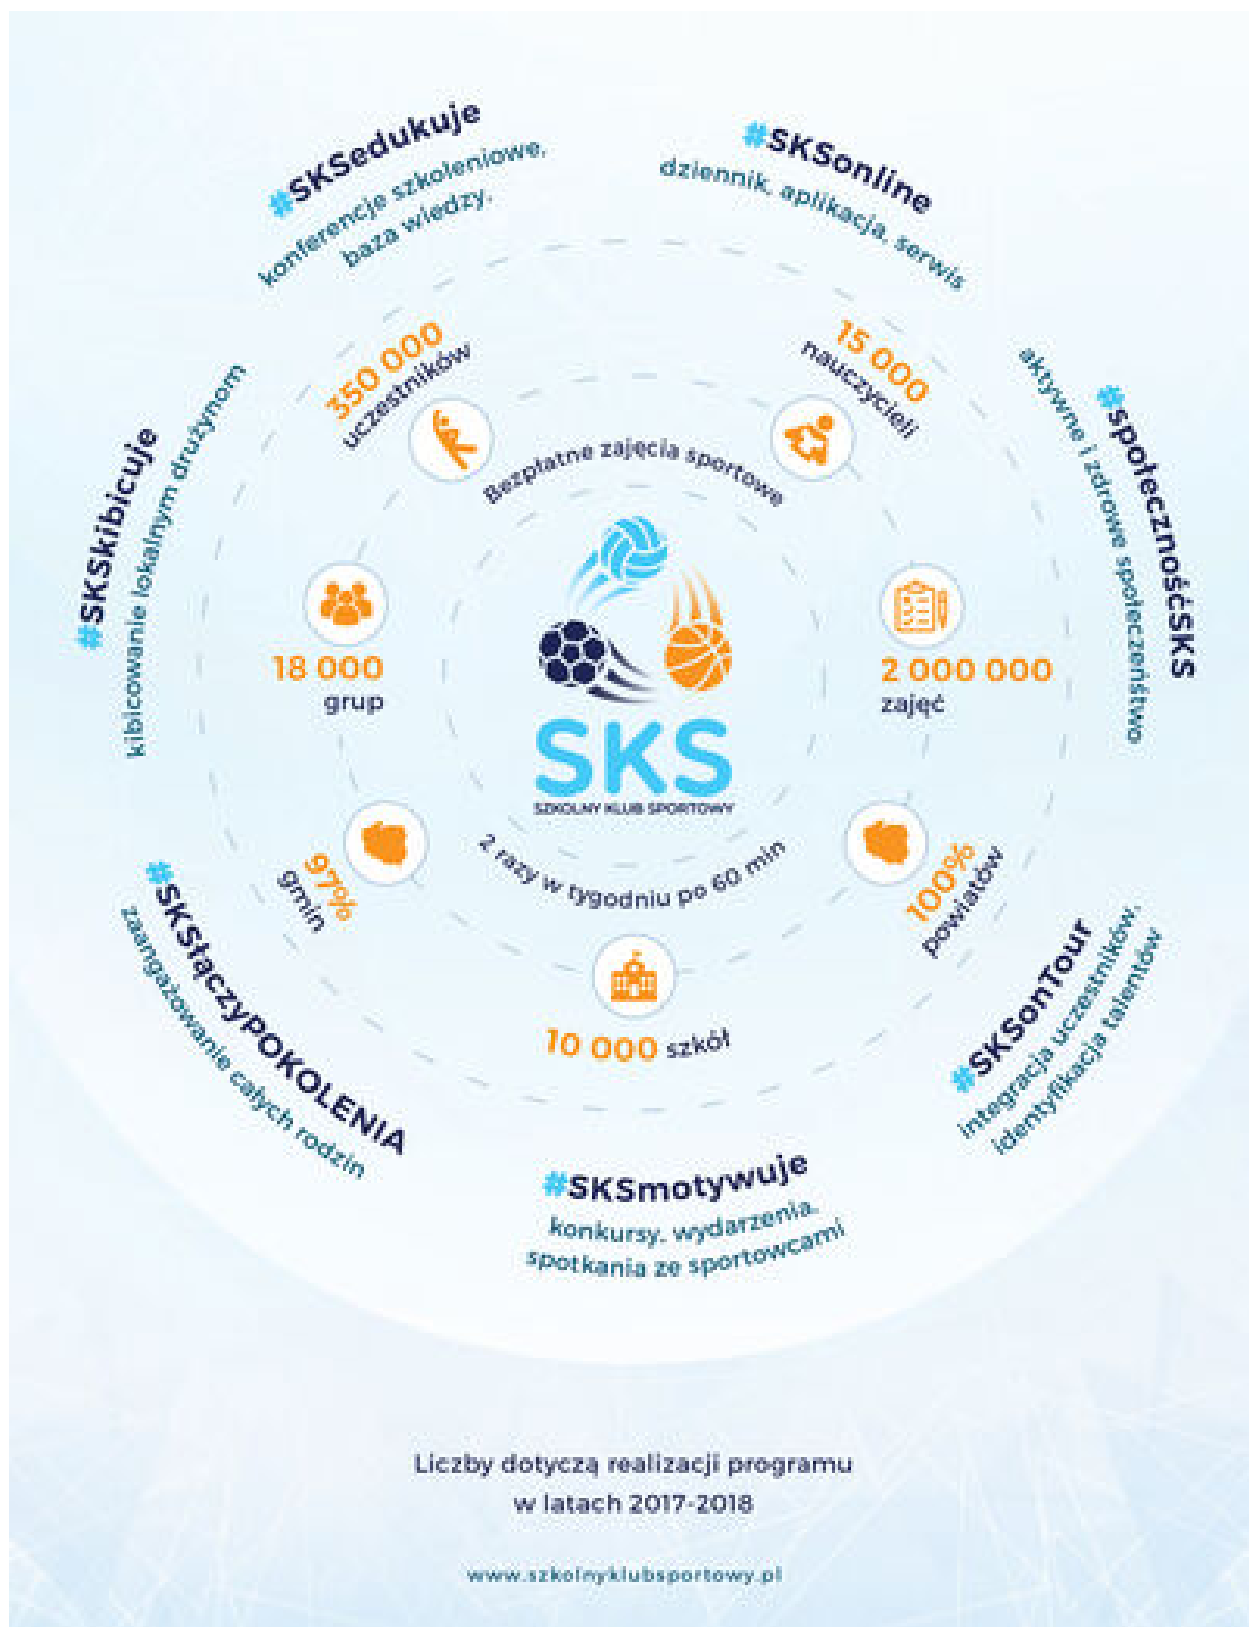 #SKSedukuje
konferencje szkoleniowe,
baza wiedzy.
#SKSonline
dziennik, aplikacja, serwis
#społecznośćSKS
aktywne i zdrowe społeczeństwo
#SKSkibicuje
kibicowanie lokalnym drużynom
350 000
uczestników
15 000
nauczycieli
Bezpłatne zajęcia sportowe
18 000
grup
2 000 000
zajęć
SKS
SZKOLNY KLUB SPORTOWY
2 razy w tygodniu po 60 min
97%
gmin
100%
powiatów
10 000 szkół
#SKSłączyPOKOLENIA
zaangażowanie całych rodzin
#SKSonTour
integracja uczestników,
identyfikacja talentów
#SKSmotywuje
konkursy, wydarzenia,
spotkania ze sportowcami
Liczby dotyczą realizacji programu
w latach 2017-2018
www.szkolnyklubsportowy.pl